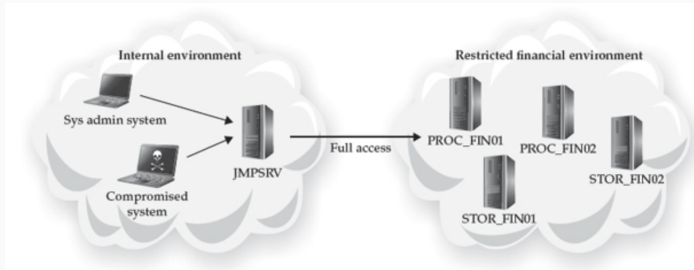 Internal environment
Sys admin system
Compromised
system
JMPSRV
Full access
Restricted financial environment
PROC_FIN01
PROC_FIN02
STOR_FIN02
STOR_FIN01